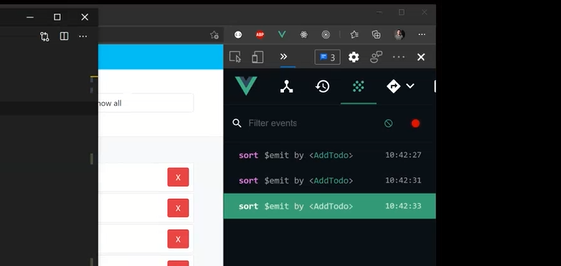 ABP
3
how all
Filter events
sort $emit by <AddTodo> 10:42:27
sort $emit by <AddTodo> 10:42:31
sort $emit by <AddTodo> 10:42:33
X
X
X